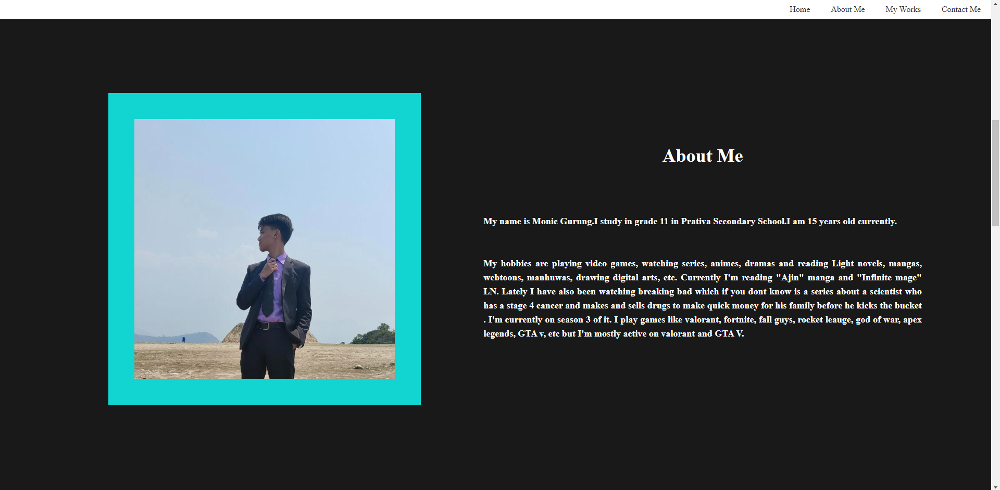 Home About Me My Works Contact Me
About Me
My name is Monic Gurung.I study in grade 11 in Prativa Secondary School.I am 15 years old currently.
My hobbies are playing video games, watching series, animes, dramas and reading Light novels, mangas,
webtoons, manhuwas, drawing digital arts, etc. Currently I'm reading "Ajin" manga and "Infinite mage"
LN. Lately I have also been watching breaking bad which if you dont know is a series about a scientist who
has a stage 4 cancer and makes and sells drugs to make quick money for his family before he kicks the bucket
. I'm currently on season 3 of it. I play games like valorant, fortnite, fall guys, rocket leauge, god of war, apex
legends, GTA v, etc but I'm mostly active on valorant and GTA V.